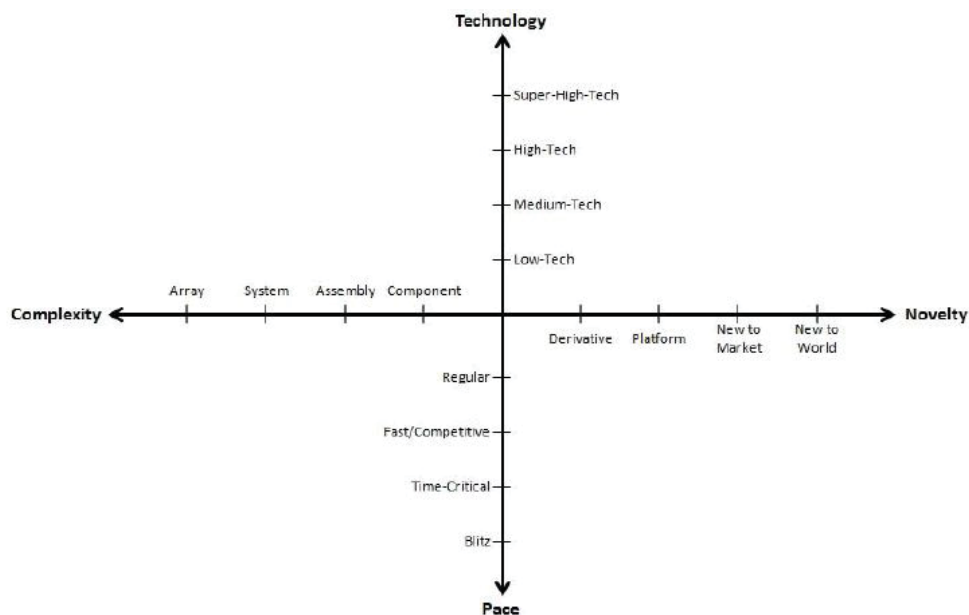 Technology
Super-High-Tech
High-Tech
Medium-Tech
Low-Tech
Array System Assembly Component
Complexity Novelty
Derivative Platform New to Market New to World
Regular
Fast/Competitive
Time-Critical
Blitz
Pace